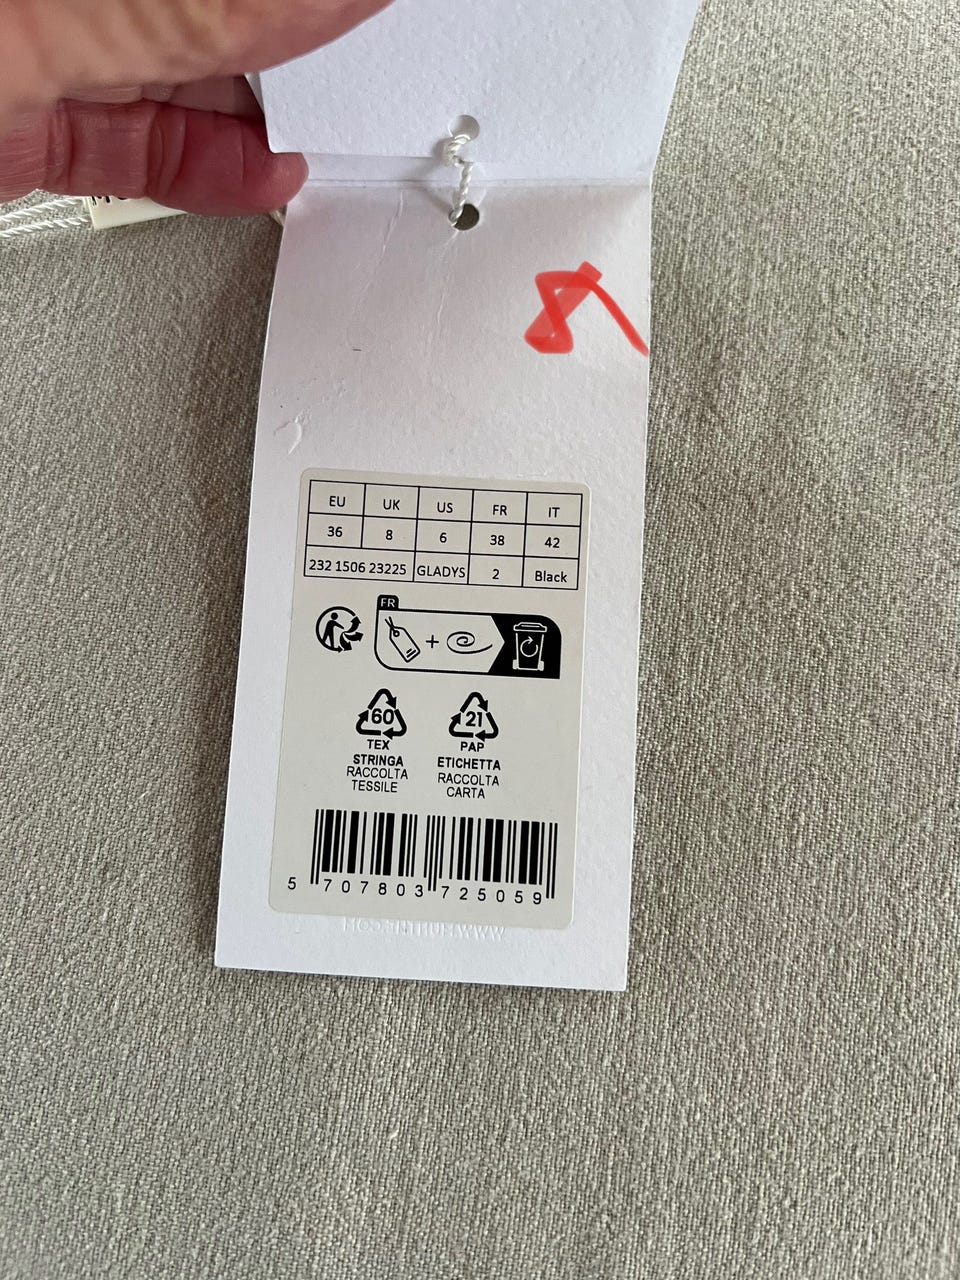 EU UK US FR IT
36 8 6 38 42
232 1506 23225 GLADYS 2 Black
FR
60 21
TEX PAP
STRINGA ETICHETTA
RACCOLTA RACCOLTA
TESSILE CARTA
5 707803 725059